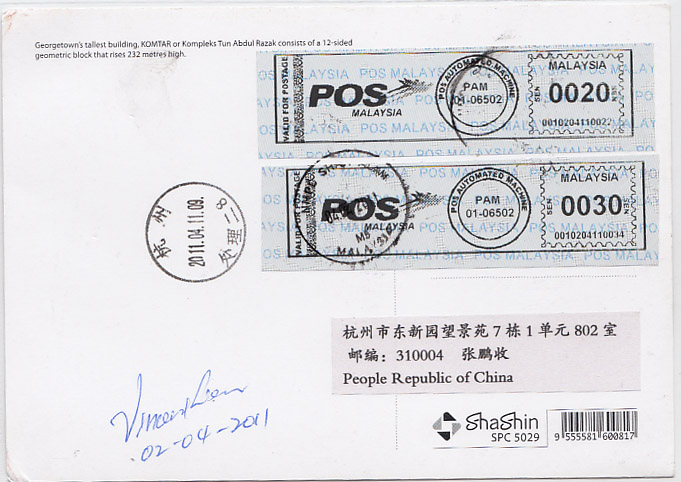 Georgetown's tallest building, KOMTAR or Kompleks Tun Abdul Razak consists of a 12-sided
geometric block that rises 232 metres high.
VALID FOR POSTAGE
POS
MALAYSIA
POS AUTOMATED MACHINE
PAM
01-06502
MALAYSIA
SEN 0020 SEN
0010204110022
VALID FOR POSTAGE
POS
MALAYSIA
POS AUTOMATED MACHINE
PAM
01-06502
MALAYSIA
SEN 0030 SEN
0010204110034
MALAYSIA
杭 州
2011.04.11.09
处理二 8
杭州市东新园望景苑 7 栋 1 单元 802 室
邮编：310004 张鹏收
People Republic of China
02-04-2011
ShaShin
SPC 5029
9 555581 600817